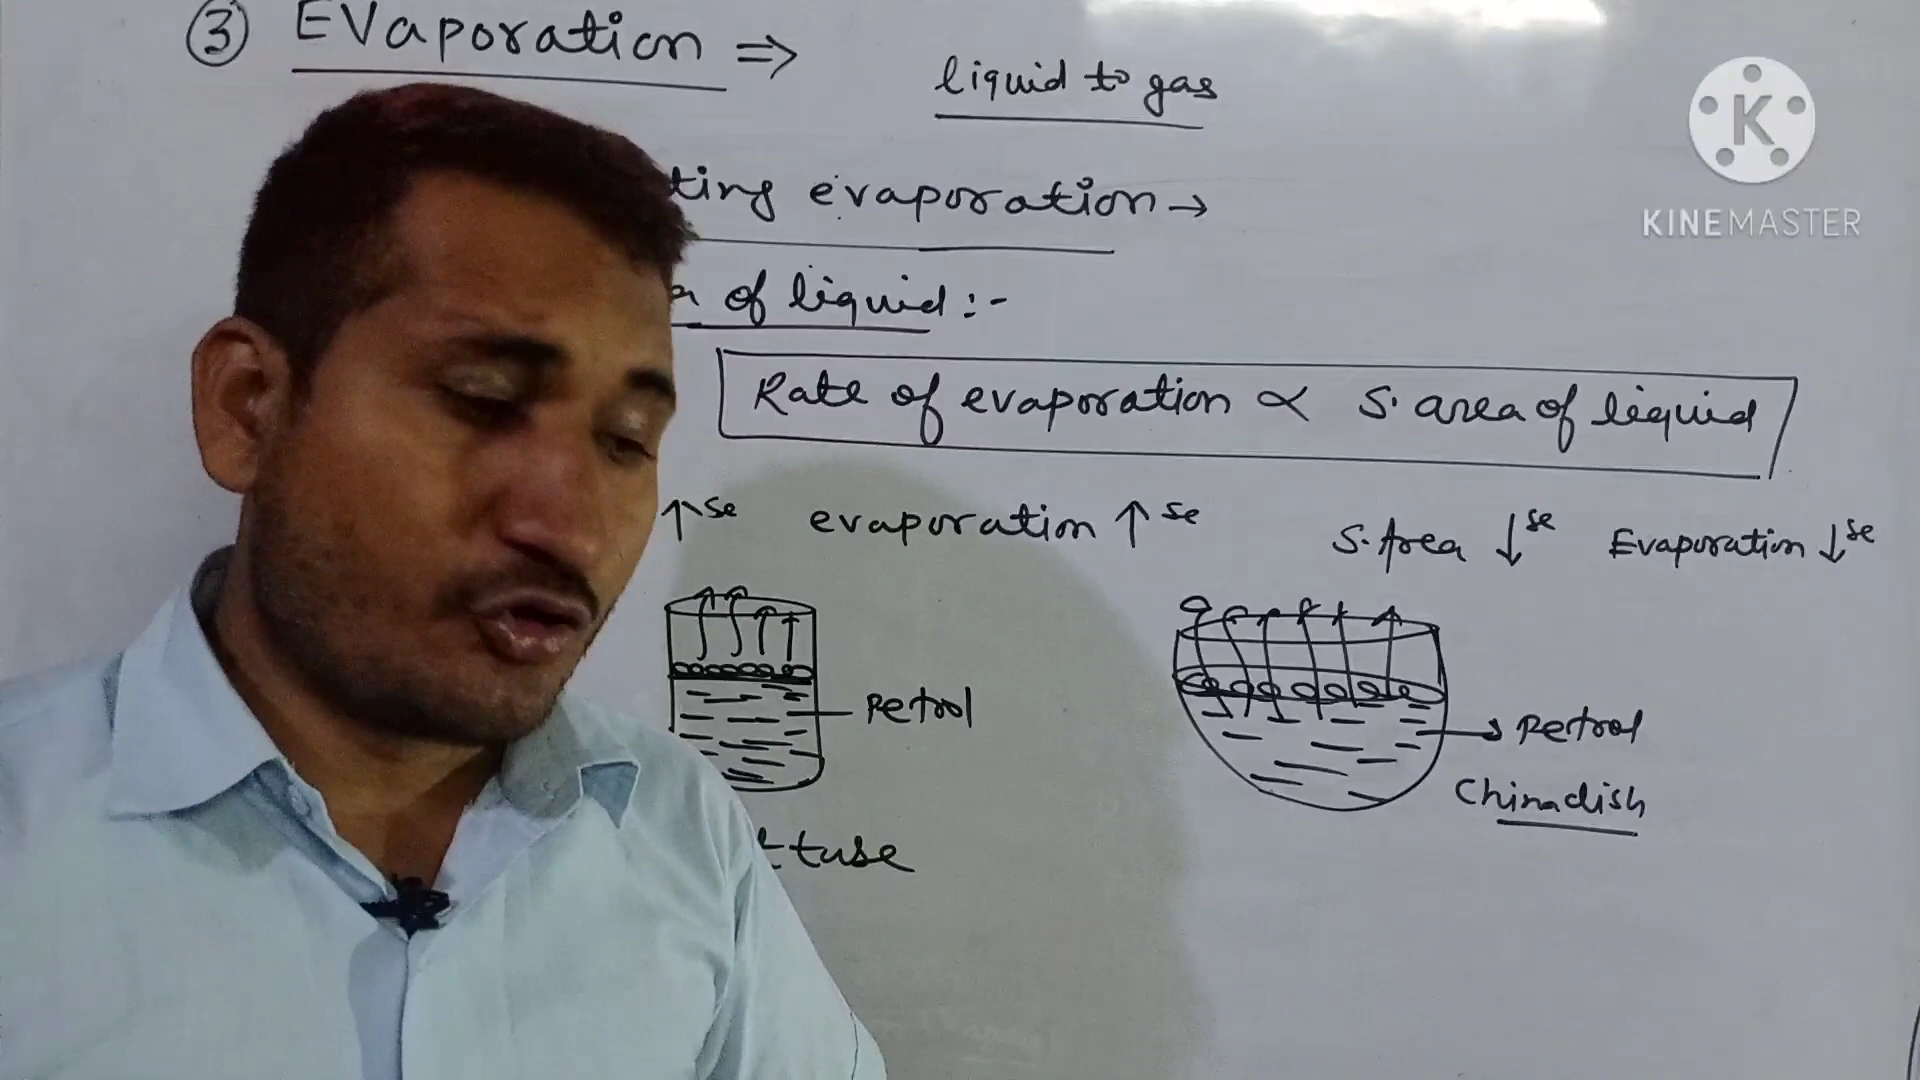 ③ Evaporation ⇒
liquid to gas
K
KINEMASTER
ting evaporation →
a of liquid :-
Rate of evaporation ∝ S. area of liquid
↑se evaporation ↑se
S. Area ↓se Evaporation ↓se
Petrol
Petrol
Chinadish
t tube